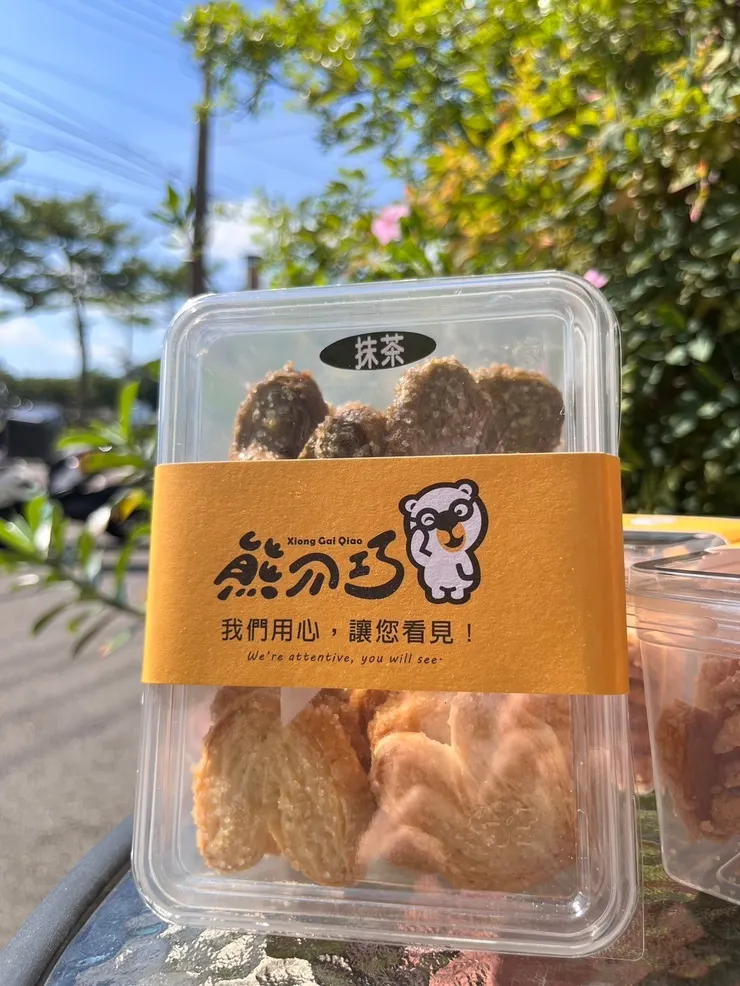 抹茶
Xiong Gai Qiao
熊丐巧
我們用心，讓您看見！
We're attentive, you will see.